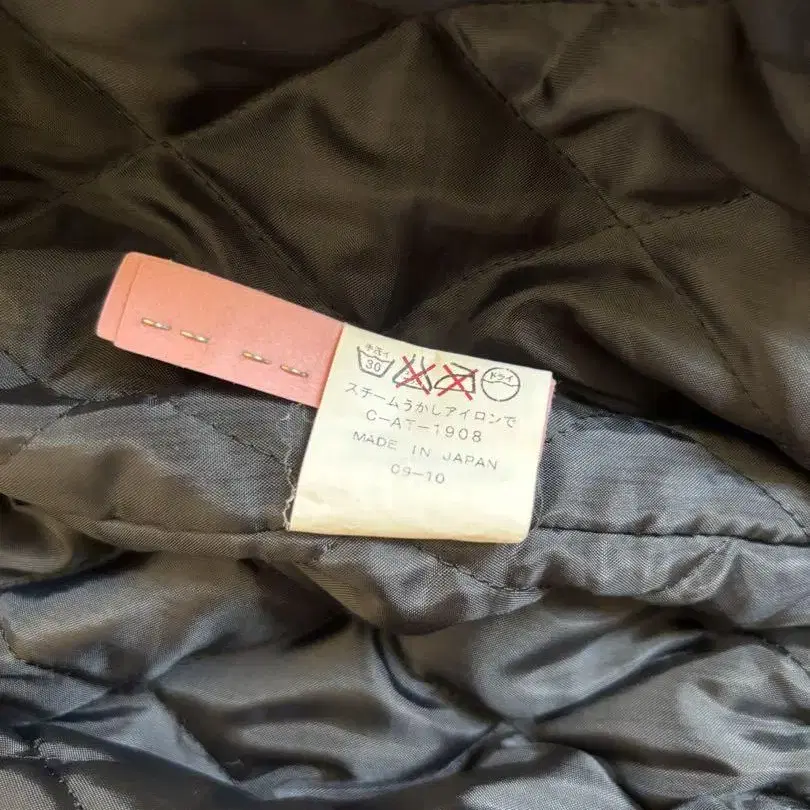 手洗イ
30
ドライ
スチームうかしアイロンで
C-AT-1908
MADE IN JAPAN
09-10